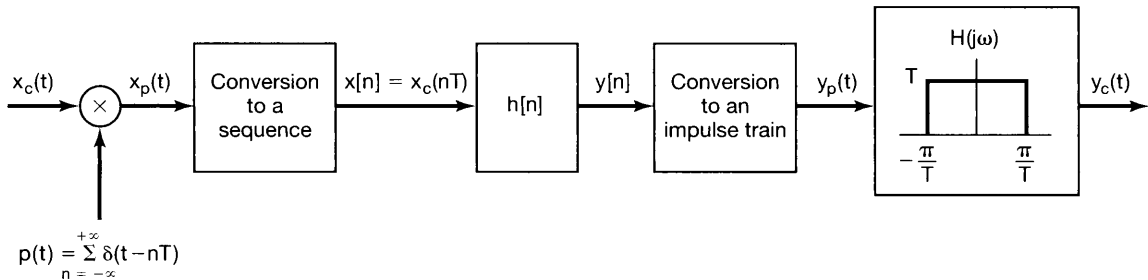 x_c(t)
×
x_p(t)
Conversion
to a
sequence
x[n] = x_c(nT)
h[n]
y[n]
Conversion
to an
impulse train
y_p(t)
H(jω)
T
-π/T
π/T
y_c(t)
+∞
p(t) = Σ δ(t-nT)
n = -∞